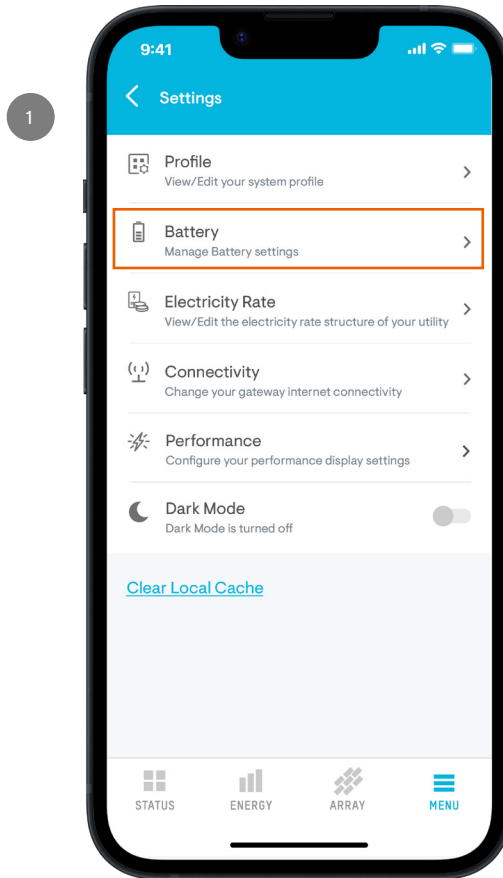 9:41
Settings
1
Profile
View/Edit your system profile
Battery
Manage Battery settings
Electricity Rate
View/Edit the electricity rate structure of your utility
Connectivity
Change your gateway internet connectivity
Performance
Configure your performance display settings
Dark Mode
Dark Mode is turned off
Clear Local Cache
STATUS ENERGY ARRAY MENU